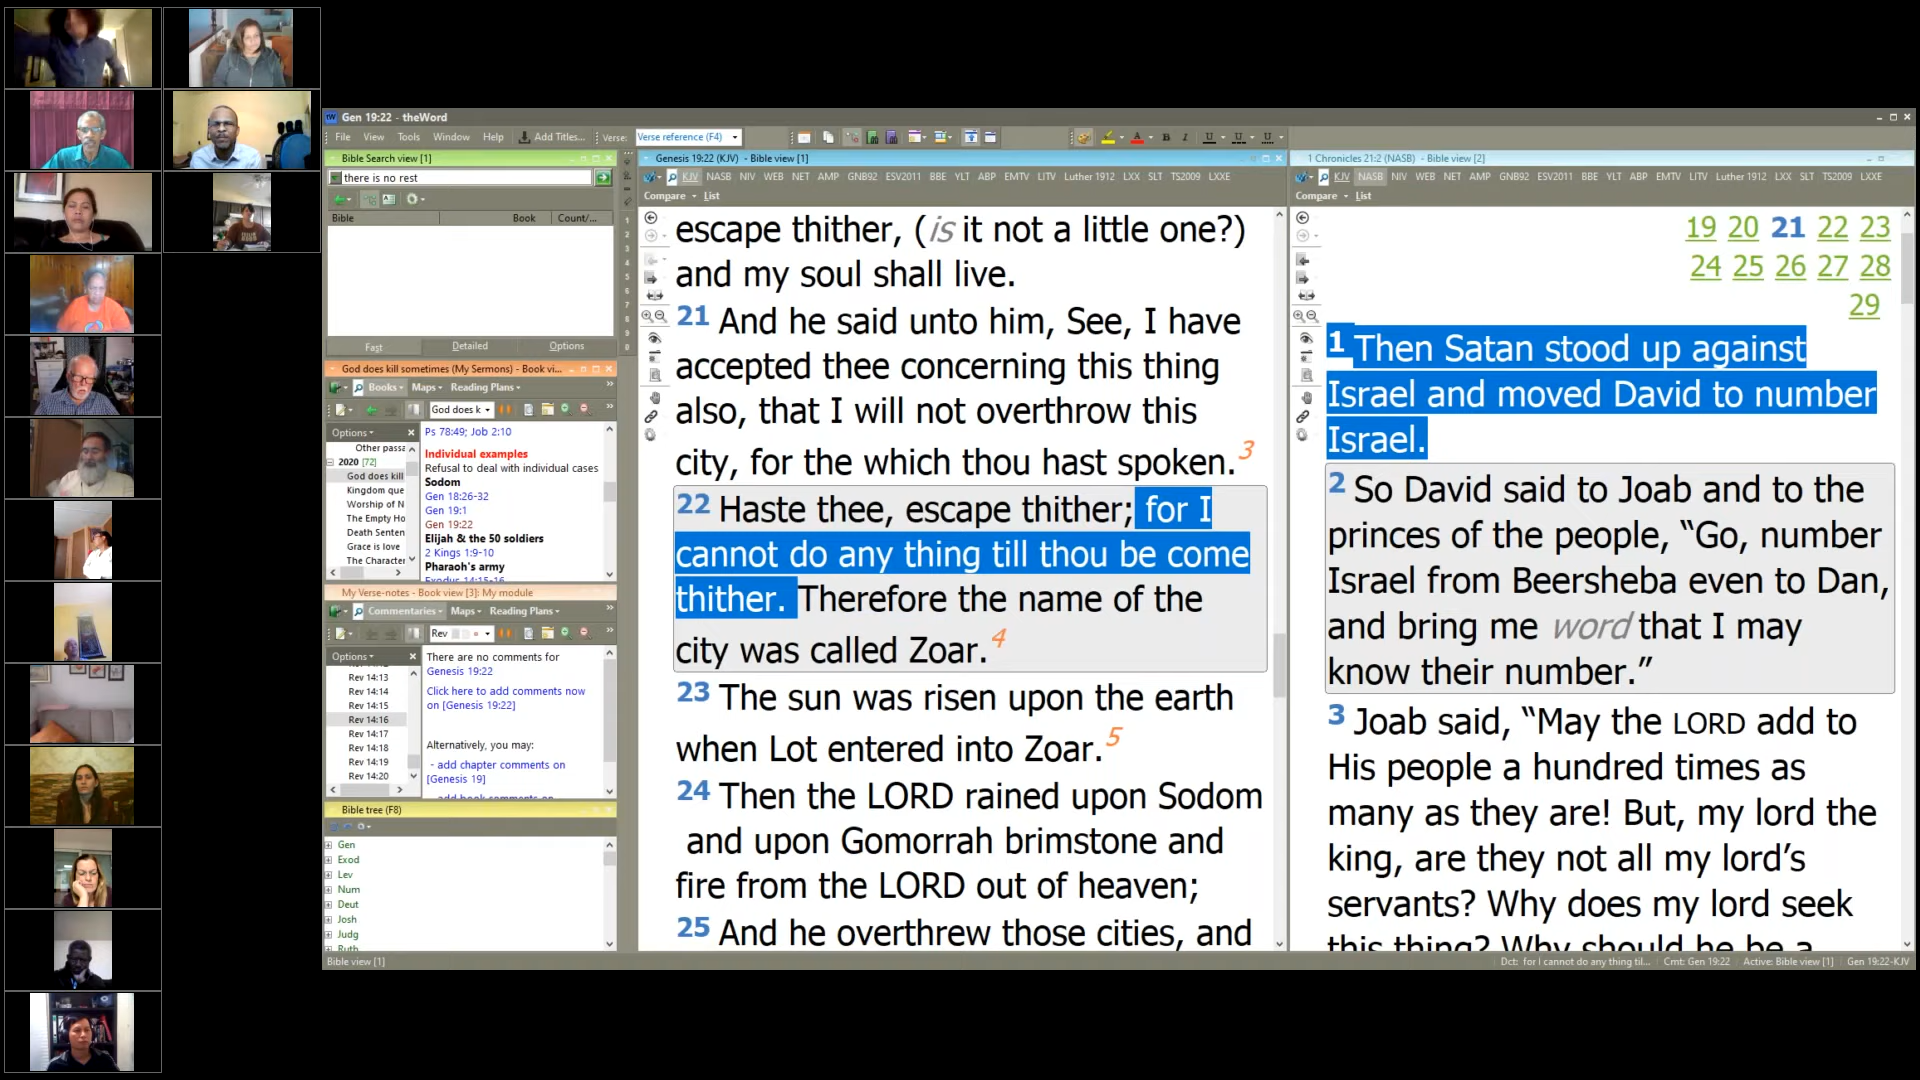 Gen 19:22 - theWord
File View Tools Window Help Add Titles... Verse: Verse reference (F4)
Bible Search view [1]
there is no rest
Bible Book Count/...
Fast Detailed Options
God does kill sometimes (My Sermons) - Book vi...
Books Maps Reading Plans
God does k
Options
Other passa
2020 [72]
God does kill
Kingdom que
Worship of N
The Empty Ho
Death Senten
Grace is love
The Character
Ps 78:49; Job 2:10
Individual examples
Refusal to deal with individual cases
Sodom
Gen 18:26-32
Gen 19:1
Gen 19:22
Elijah & the 50 soldiers
2 Kings 1:9-10
Pharaoh's army
Exodus 14:15-16
My Verse-notes - Book view [3]: My module
Commentaries Maps Reading Plans
Rev
Options
Rev 14:13
Rev 14:14
Rev 14:15
Rev 14:16
Rev 14:17
Rev 14:18
Rev 14:19
Rev 14:20
There are no comments for
Genesis 19:22
Click here to add comments now
on [Genesis 19:22]
Alternatively, you may:
- add chapter comments on
[Genesis 19]
- add book comments on
Bible tree (F8)
Gen
Exod
Lev
Num
Deut
Josh
Judg
Ruth
Bible view [1]
Genesis 19:22 (KJV) - Bible view [1]
KJV NASB NIV WEB NET AMP GNB92 ESV2011 BBE YLT ABP EMTV LITV Luther 1912 LXX SLT TS2009 LXXE
Compare List
escape thither, (is it not a little one?)
and my soul shall live.
21 And he said unto him, See, I have
accepted thee concerning this thing
also, that I will not overthrow this
city, for the which thou hast spoken. 3
22 Haste thee, escape thither; for I
cannot do any thing till thou be come
thither. Therefore the name of the
city was called Zoar. 4
23 The sun was risen upon the earth
when Lot entered into Zoar. 5
24 Then the LORD rained upon Sodom
and upon Gomorrah brimstone and
fire from the LORD out of heaven;
25 And he overthrew those cities, and
1 Chronicles 21:2 (NASB) - Bible view [2]
KJV NASB NIV WEB NET AMP GNB92 ESV2011 BBE YLT ABP EMTV LITV Luther 1912 LXX SLT TS2009 LXXE
Compare List
19 20 21 22 23
24 25 26 27 28
29
1 Then Satan stood up against
Israel and moved David to number
Israel.
2 So David said to Joab and to the
princes of the people, “Go, number
Israel from Beersheba even to Dan,
and bring me word that I may
know their number.”
3 Joab said, “May the LORD add to
His people a hundred times as
many as they are! But, my lord the
king, are they not all my lord’s
servants? Why does my lord seek
this thing? Why should he be a
Dct: for I cannot do any thing til... Cmt: Gen 19:22 Active: Bible view [1] Gen 19:22-KJV